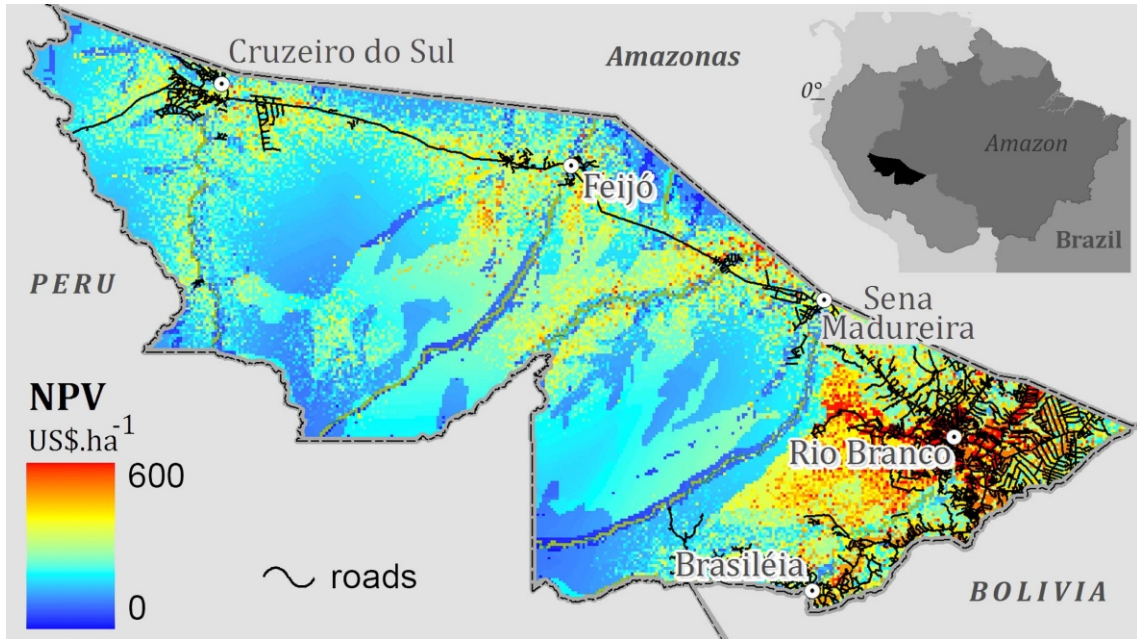 Cruzeiro do Sul
Amazonas
0°
Amazon
Brazil
Feijó
PERU
Sena
Madureira
NPV
US$.ha-1
600
0
roads
Rio Branco
Brasiléia
BOLIVIA